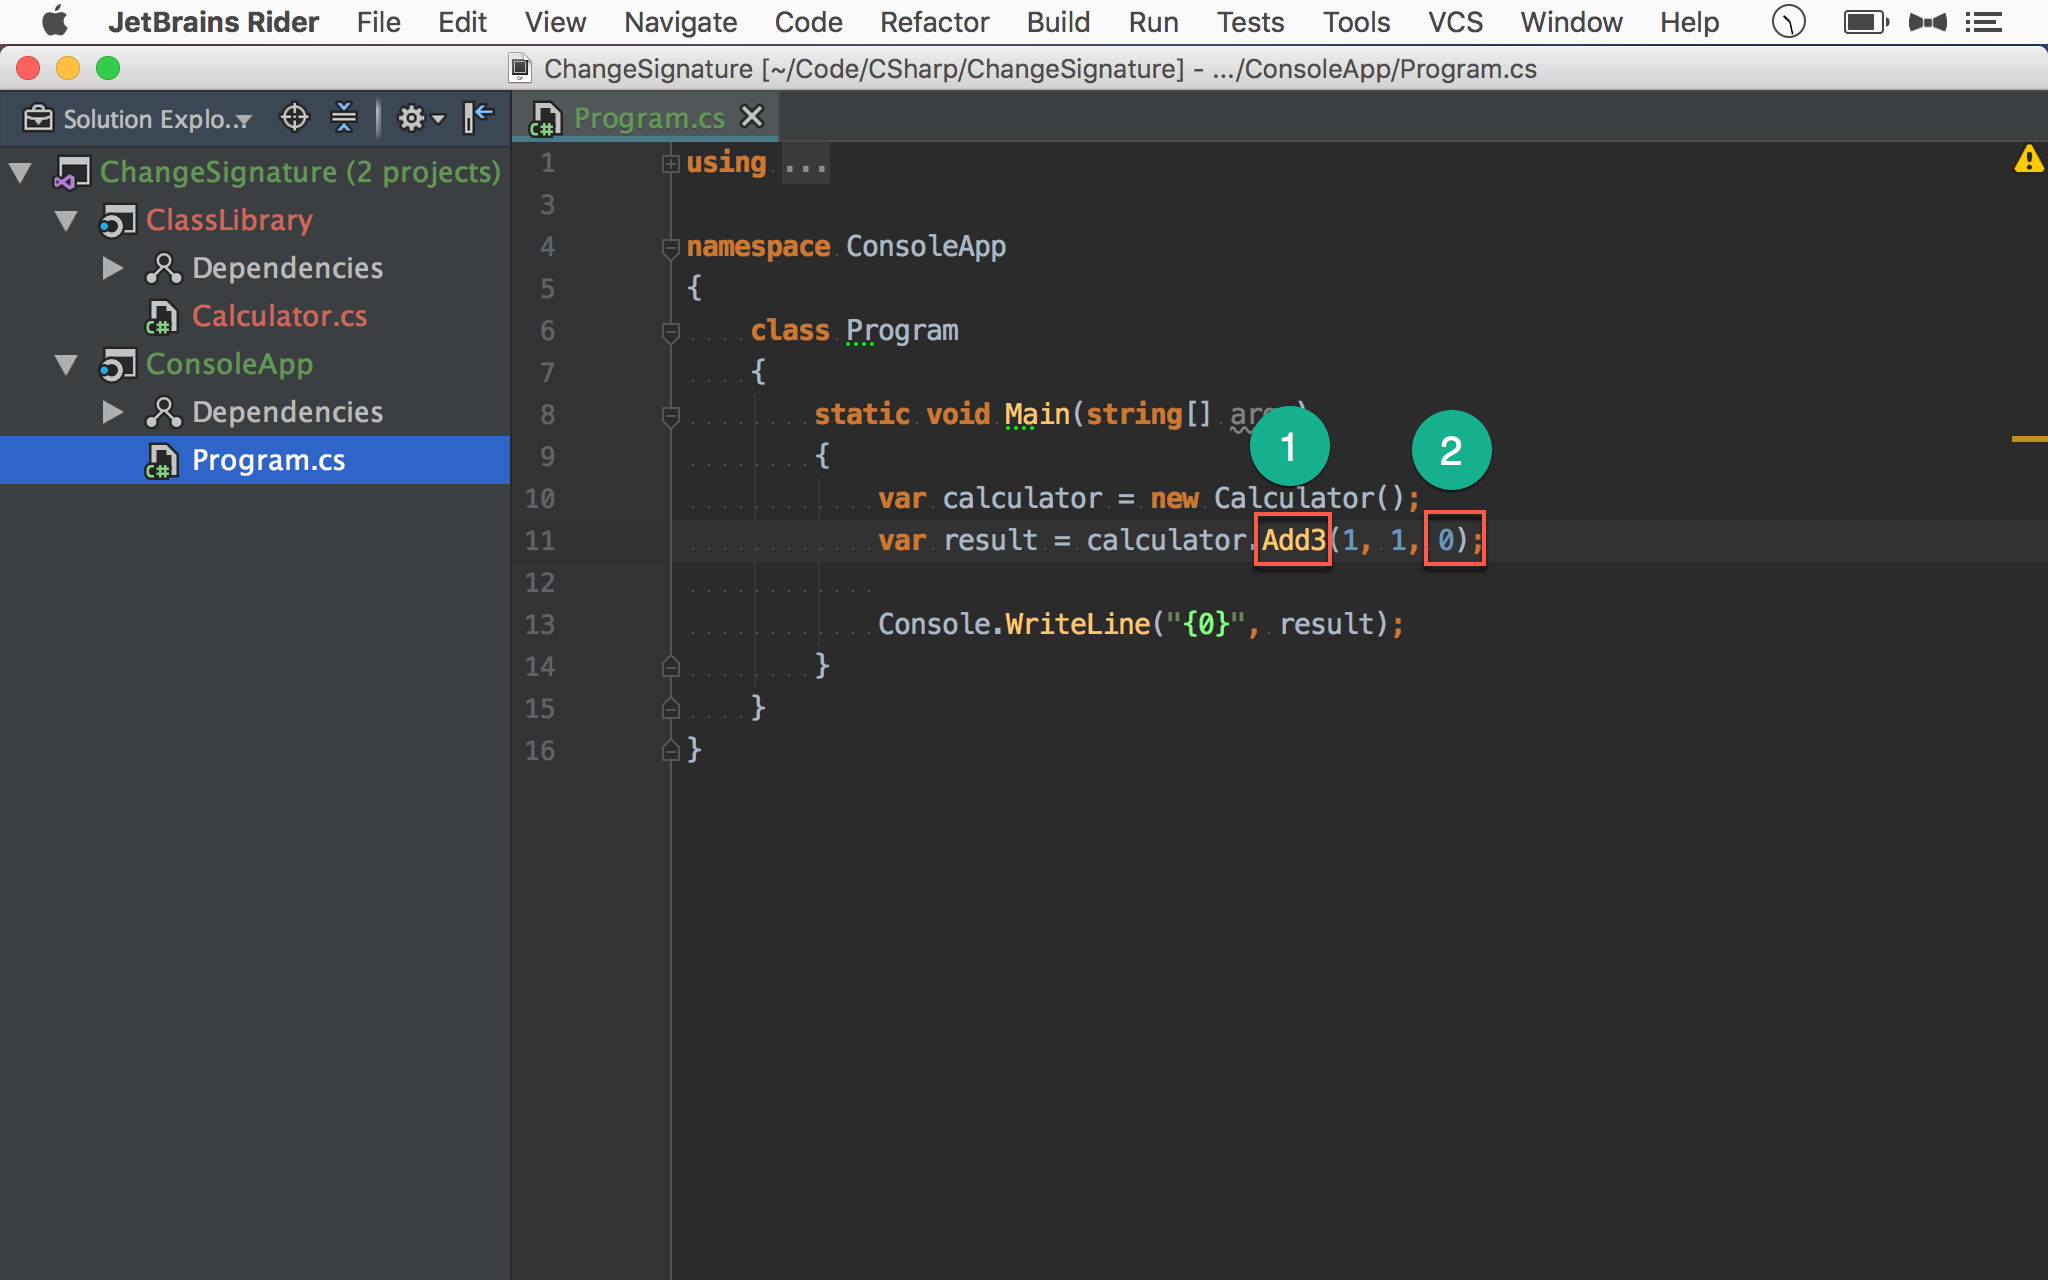 JetBrains Rider File Edit View Navigate Code Refactor Build Run Tests Tools VCS Window Help
ChangeSignature [~/Code/CSharp/ChangeSignature] - .../ConsoleApp/Program.cs
Solution Explo...
Program.cs
ChangeSignature (2 projects)
ClassLibrary
Dependencies
C# Calculator.cs
ConsoleApp
Dependencies
C# Program.cs
1 using ...
3
4 namespace ConsoleApp
5 {
6 class Program
7 {
8 static void Main(string[]
9 {
10 var calculator = new Calculator();
11 var result = calculator.Add3(1, 1, 0);
12
13 Console.WriteLine("{0}", result);
14 }
15 }
16 }
1
2